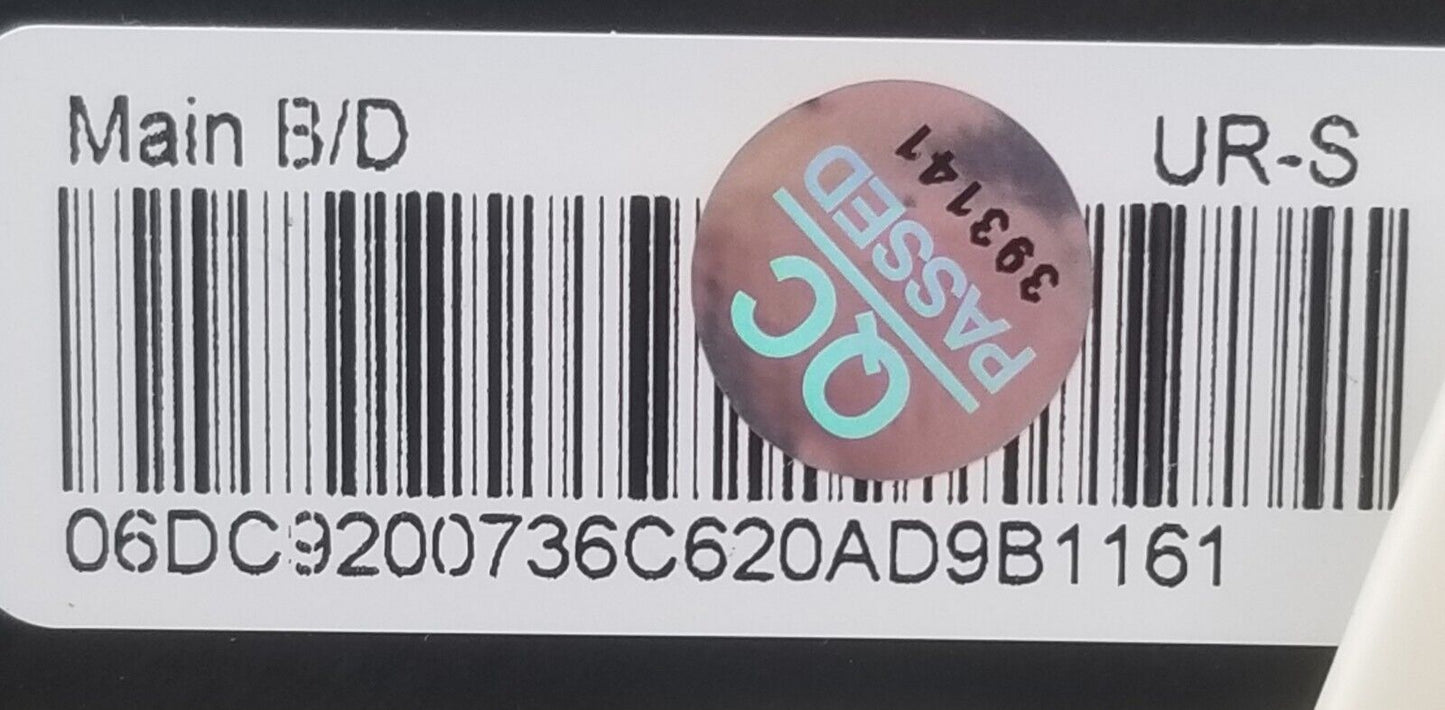 Main B/D
UR-S
QC
PASSED
393141
06DC9200736C620AD9B1161